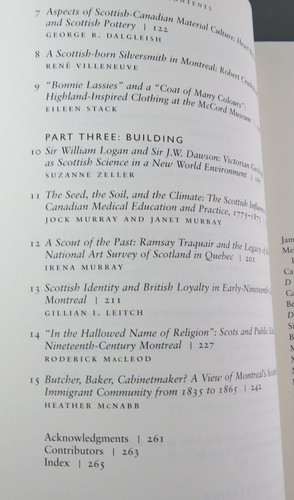 CONTENTS
7 Aspects of Scottish-Canadian Material Culture:
and Scottish Pottery | 122
GEORGE R. DALGLEISH
8 A Scottish-born Silversmith in Montreal: Robert
RENÉ VILLENEUVE
9 "Bonnie Lassies" and a "Coat of Many Colours":
Highland-Inspired Clothing at the McCord Museum |
EILEEN STACK
PART THREE: BUILDING
10 Sir William Logan and Sir J.W. Dawson: Victorian
as Scottish Science in a New World Environment |
SUZANNE ZELLER
11 The Seed, the Soil, and the Climate: The Scottish
Canadian Medical Education and Practice, 1775-1875
JOCK MURRAY AND JANET MURRAY
12 A Scout of the Past: Ramsay Traquair and the Legacy of
National Art Survey of Scotland in Quebec | 205
IRENA MURRAY
13 Scottish Identity and British Loyalty in Early-Nineteenth-
Montreal | 211
GILLIAN I. LEITCH
14 "In the Hallowed Name of Religion": Scots and Public
Nineteenth-Century Montreal | 227
RODERICK MACLEOD
15 Butcher, Baker, Cabinetmaker? A View of Montreal's
Immigrant Community from 1835 to 1865 | 242
HEATHER MCNABB
Acknowledgments | 261
Contributors | 263
Index | 265